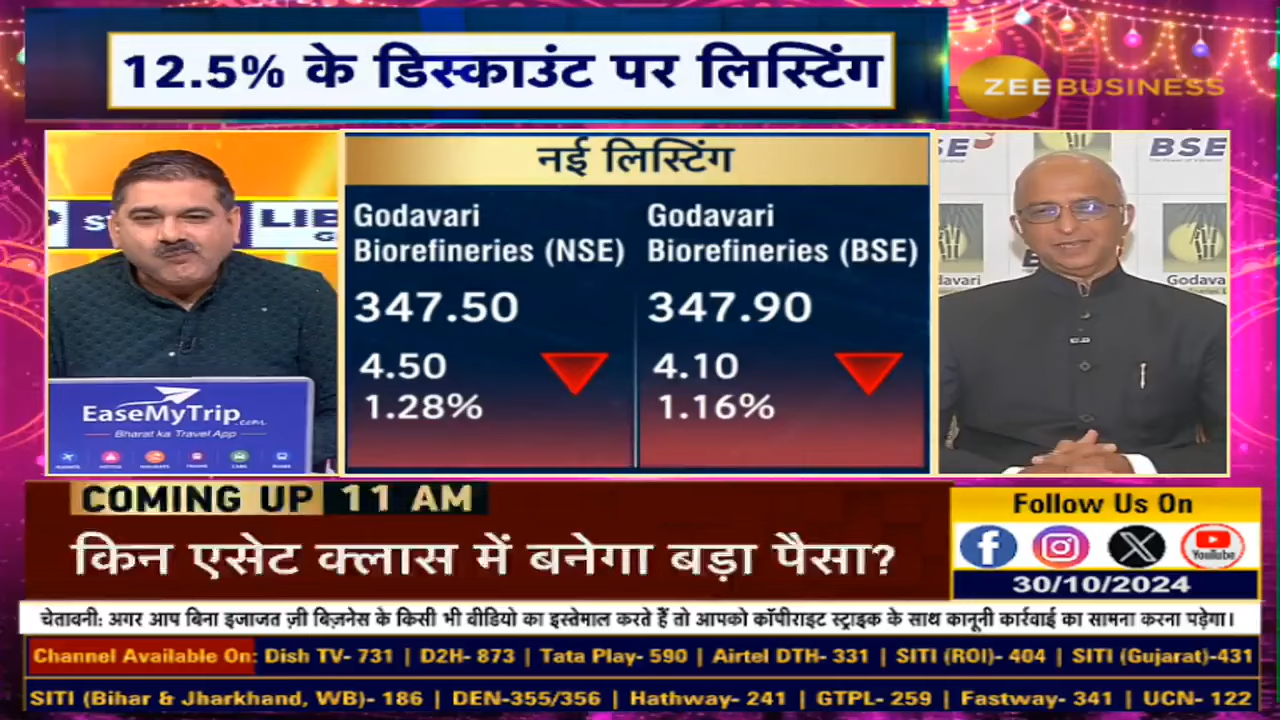 12.5% के डिस्काउंट पर लिस्टिंग
ZEE BUSINESS
नई लिस्टिंग
Godavari Biorefineries (NSE)
347.50
4.50
1.28%
Godavari Biorefineries (BSE)
347.90
4.10
1.16%
BSE
Godava
EaseMyTrip.com
Bharat ka Travel App
COMING UP 11 AM
किन एसेट क्लास में बनेगा बड़ा पैसा?
Follow Us On
YouTube
30/10/2024
चेतावनी: अगर आप बिना इजाजत ज़ी बिज़नेस के किसी भी वीडियो का इस्तेमाल करते हैं तो आपको कॉपीराइट स्ट्राइक के साथ कानूनी कार्रवाई का सामना करना पड़ेगा।
Channel Available On: Dish TV- 731 | D2H- 873 | Tata Play- 590 | Airtel DTH- 331 | SITI (ROI)- 404 | SITI (Gujarat)-431
SITI (Bihar & Jharkhand, WB)- 186 | DEN-355/356 | Hathway- 241 | GTPL- 259 | Fastway- 341 | UCN- 122